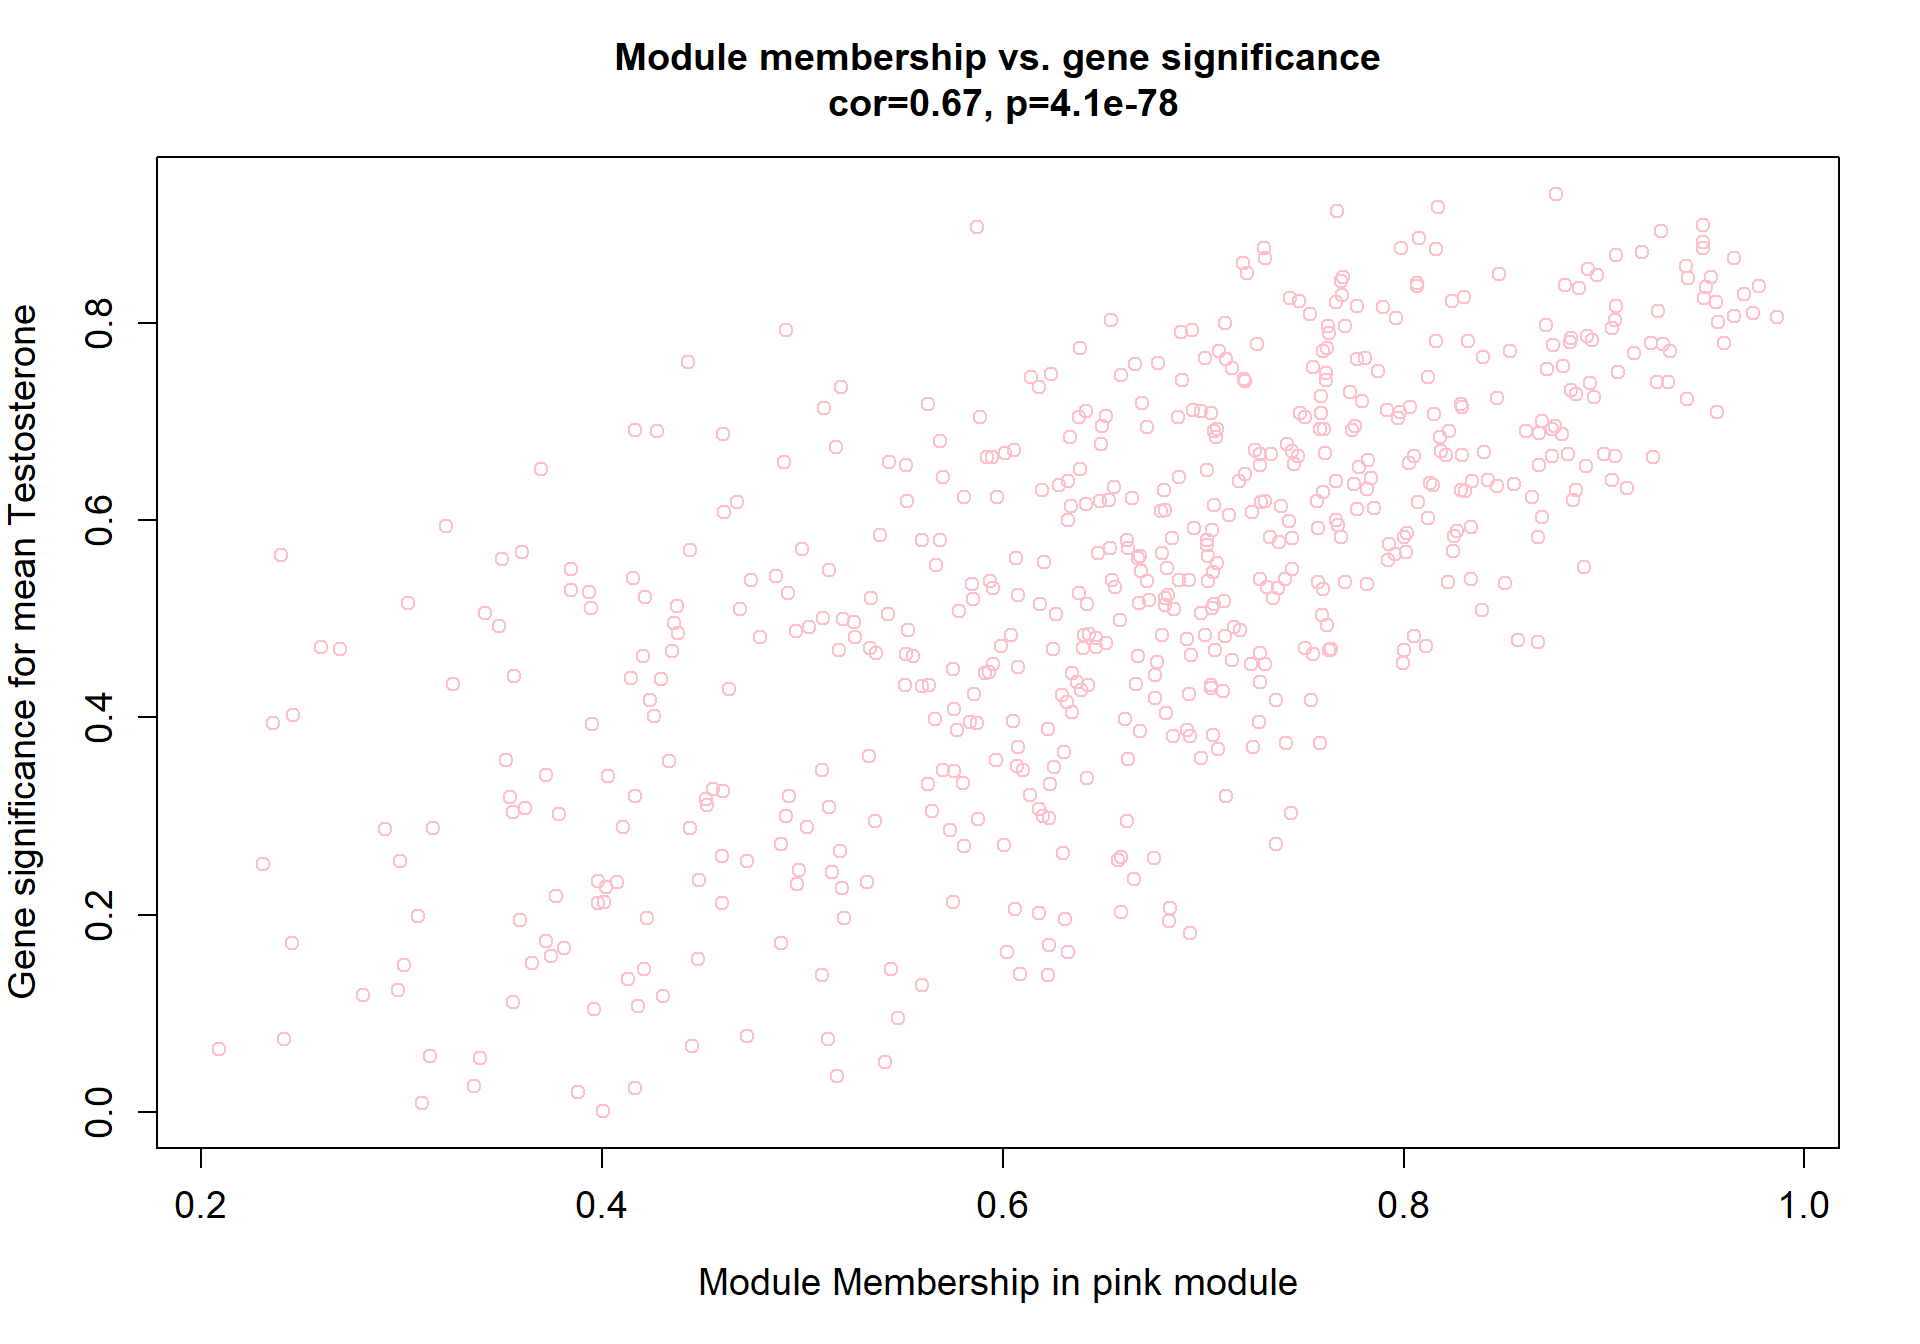 Module membership vs. gene significance
cor=0.67, p=4.1e-78
Gene significance for mean Testosterone
0.8
0.6
0.4
0.2
0.0
0.2 0.4 0.6 0.8 1.0
Module Membership in pink module